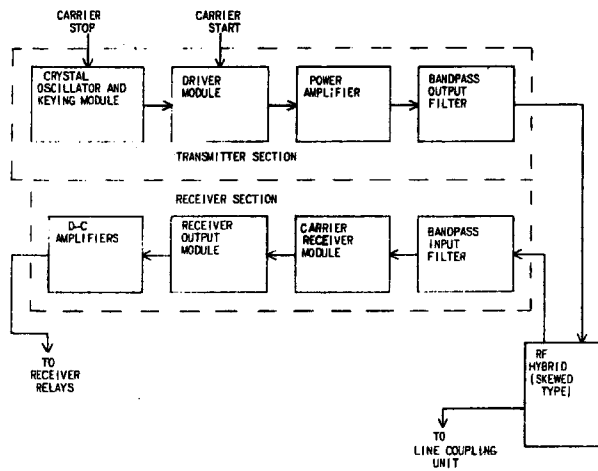 CARRIER
STOP
CARRIER
START
CRYSTAL
OSCILLATOR AND
KEYING MODULE
DRIVER
MODULE
POWER
AMPLIFIER
BANDPASS
OUTPUT
FILTER
TRANSMITTER SECTION
RECEIVER SECTION
D-C
AMPLIFIERS
RECEIVER
OUTPUT
MODULE
CARRIER
RECEIVER
MODULE
BANDPASS
INPUT
FILTER
TO
RECEIVER
RELAYS
RF
HYBRID
(SKEWED
TYPE)
TO
LINE COUPLING
UNIT